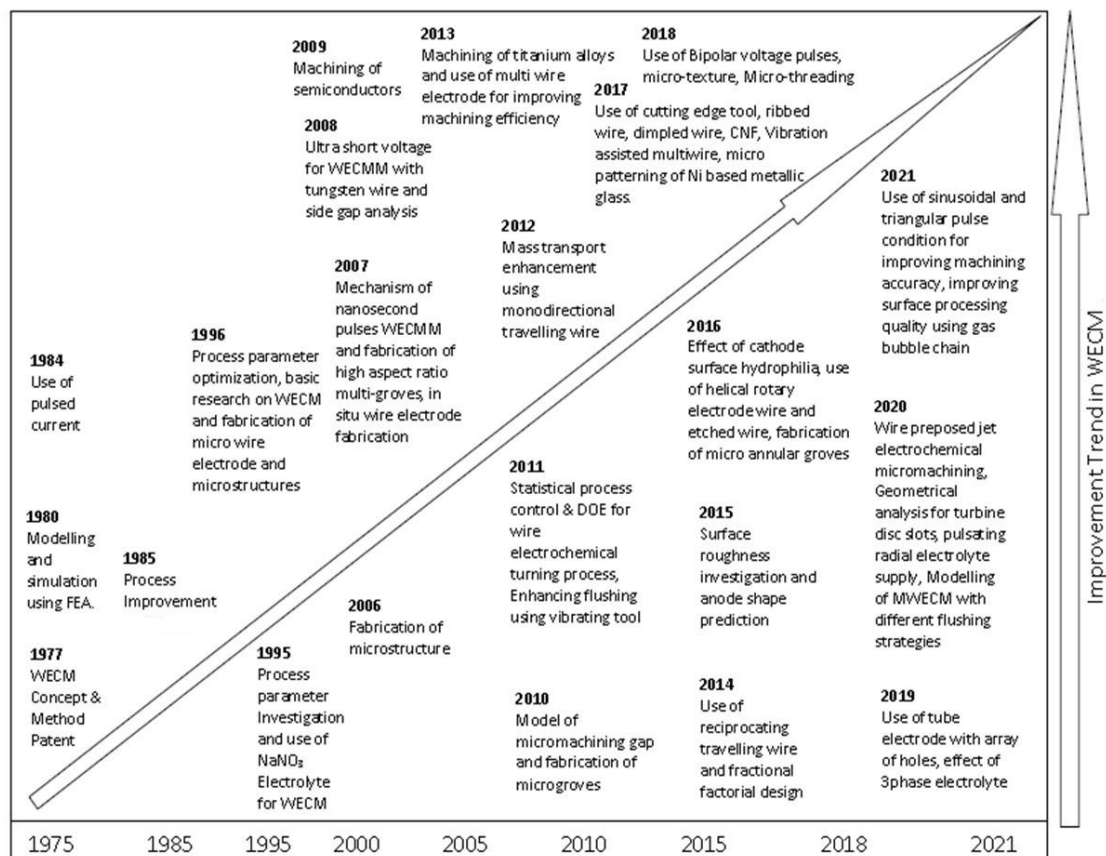 2009
Machining of
semiconductors
2013
Machining of titanium alloys
and use of multi wire
electrode for improving
machining efficiency
2018
Use of Bipolar voltage pulses,
micro-texture, Micro-threading
2017
Use of cutting edge tool, ribbed
wire, dimpled wire, CNF, Vibration
assisted multiwire, micro
patterning of Ni based metallic
glass.
2008
Ultra short voltage
for WECMM with
tungsten wire and
side gap analysis
2021
Use of sinusoidal and
triangular pulse
condition for
improving machining
accuracy, improving
surface processing
quality using gas
bubble chain
2012
Mass transport
enhancement
using
monodirectional
travelling wire
2007
Mechanism of
nanosecond
pulses WECMM
and fabrication of
high aspect ratio
multi-groves, in
situ wire electrode
fabrication
1996
Process parameter
optimization, basic
research on WECM
and fabrication of
micro wire
electrode and
microstructures
1984
Use of
pulsed
current
2016
Effect of cathode
surface hydrophilia, use
of helical rotary
electrode wire and
etched wire, fabrication
of micro annular groves
2020
Wire preposed jet
electrochemical
micromachining,
Geometrical
analysis for turbine
disc slots, pulsating
radial electrolyte
supply, Modelling
of MWECM with
different flushing
strategies
2011
Statistical process
control & DOE for
wire
electrochemical
turning process,
Enhancing flushing
using vibrating tool
2015
Surface
roughness
investigation and
anode shape
prediction
1980
Modelling
and
simulation
using FEA.
1985
Process
Improvement
2006
Fabrication of
microstructure
1977
WECM
Concept &
Method
Patent
1995
Process
parameter
Investigation
and use of
NaNO₃
Electrolyte
for WECM
2010
Model of
micromachining gap
and fabrication of
microgroves
2014
Use of
reciprocating
travelling wire
and fractional
factorial design
2019
Use of tube
electrode with array
of holes, effect of
3phase electrolyte
Improvement Trend in WECM
1975 1985 1995 2000 2005 2010 2015 2018 2021